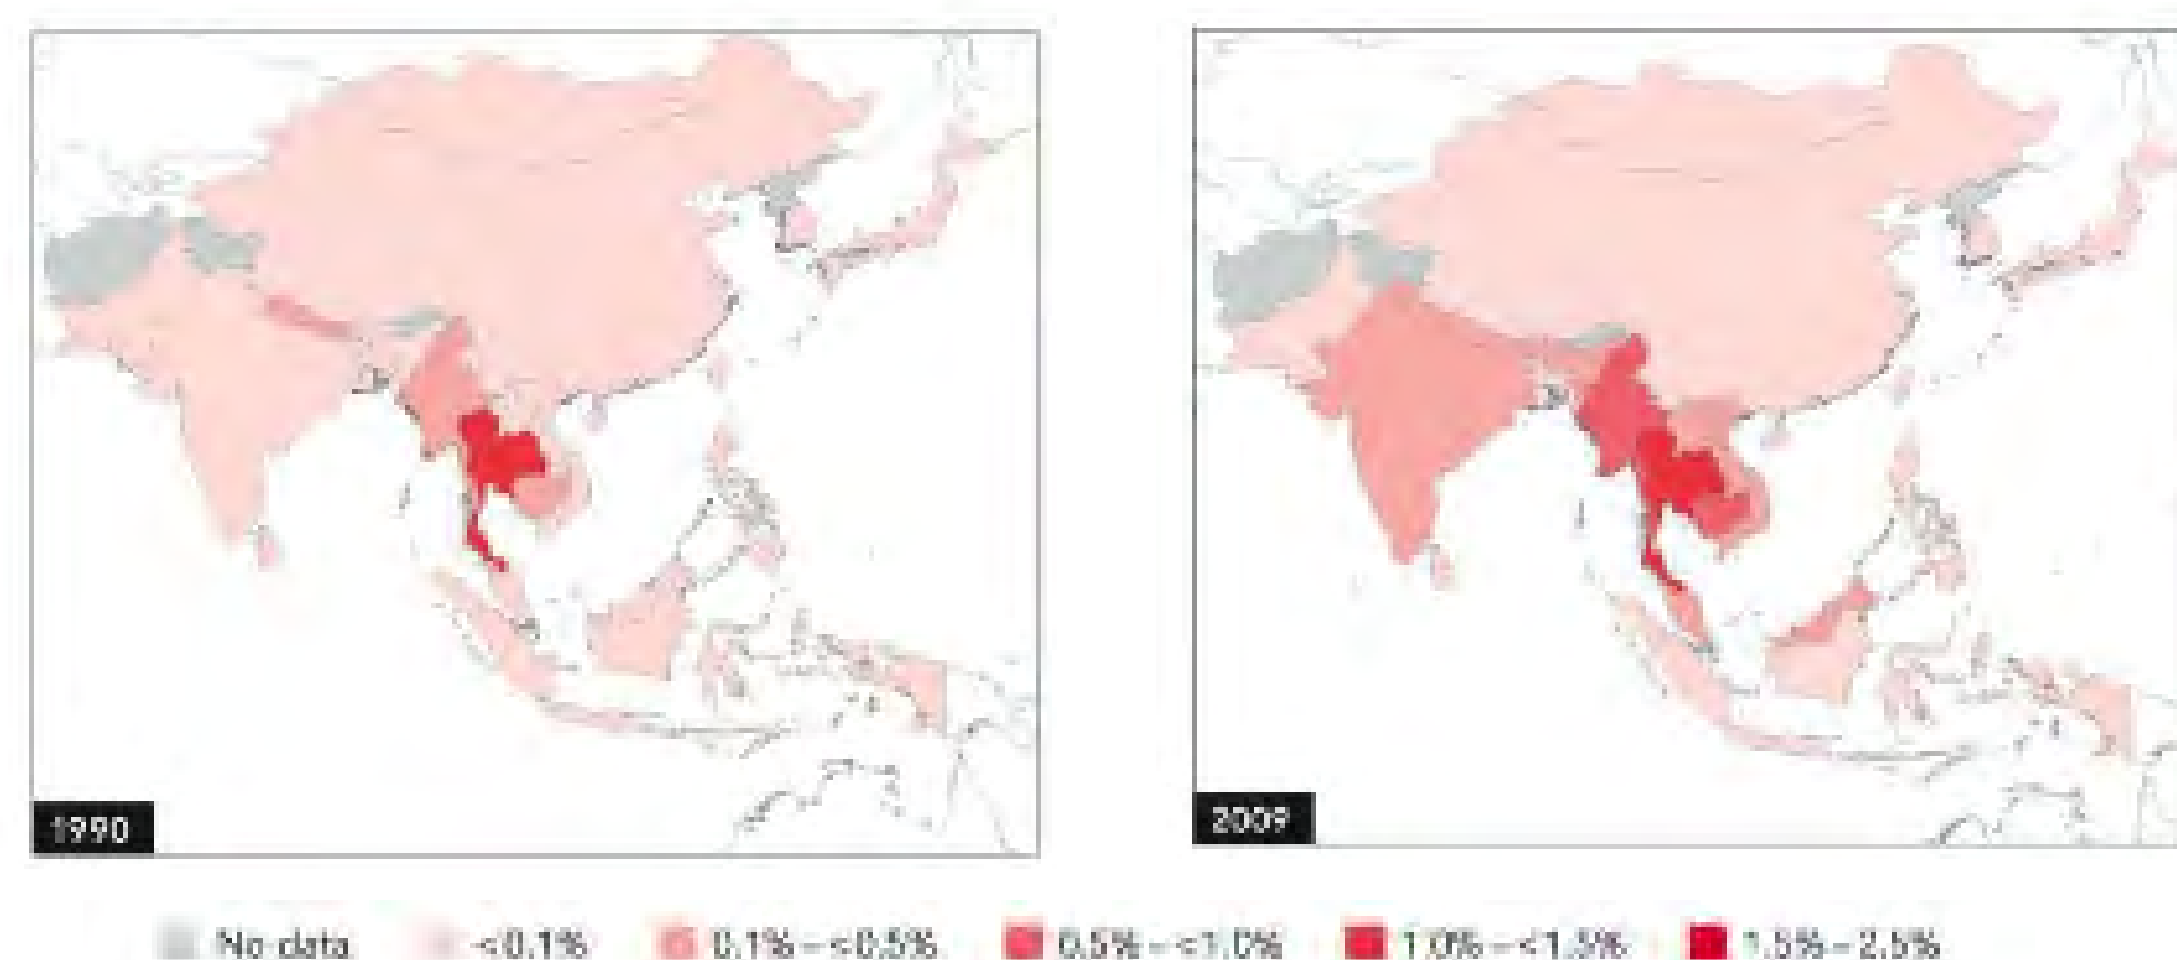 1990
2009
No data <0.1% 0.1% – <0.5% 0.5% – <1.0% 1.0% – <1.5% 1.5% – 2.5%